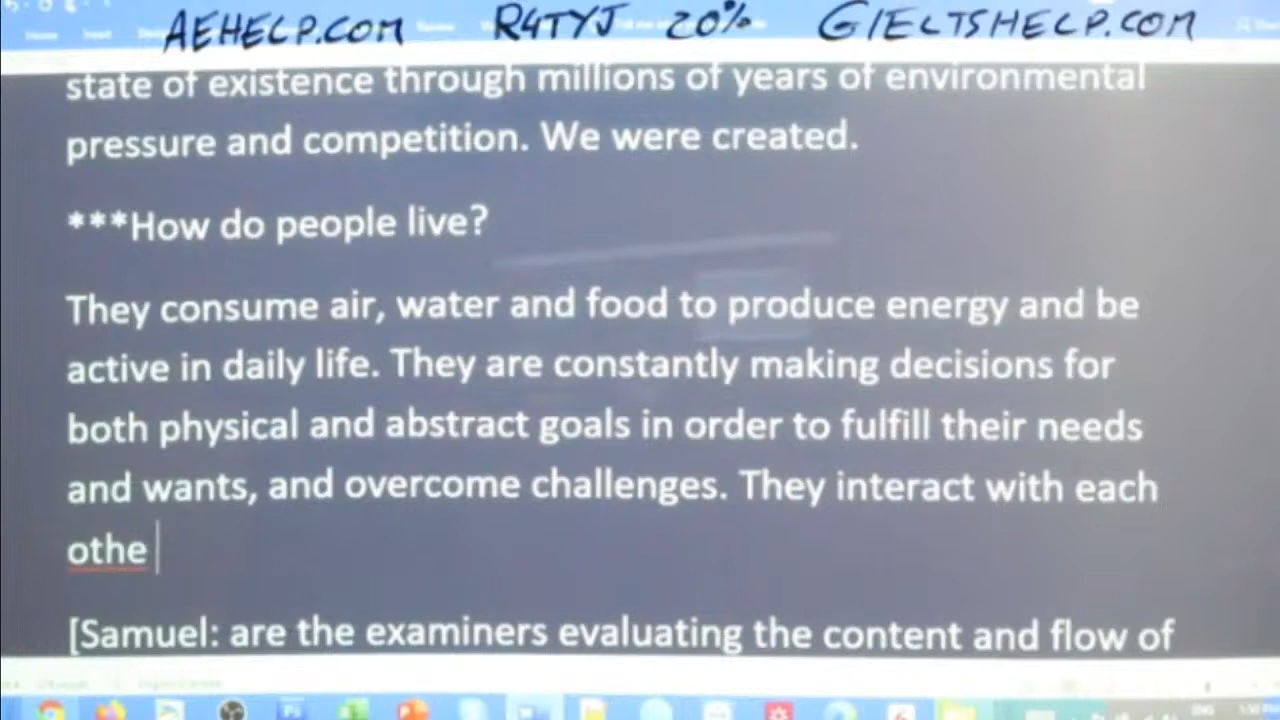 AEHELP.COM R4TYJ 20% GIELTSHELP.COM
state of existence through millions of years of environmental
pressure and competition. We were created.
***How do people live?
They consume air, water and food to produce energy and be
active in daily life. They are constantly making decisions for
both physical and abstract goals in order to fulfill their needs
and wants, and overcome challenges. They interact with each
othe
[Samuel: are the examiners evaluating the content and flow of